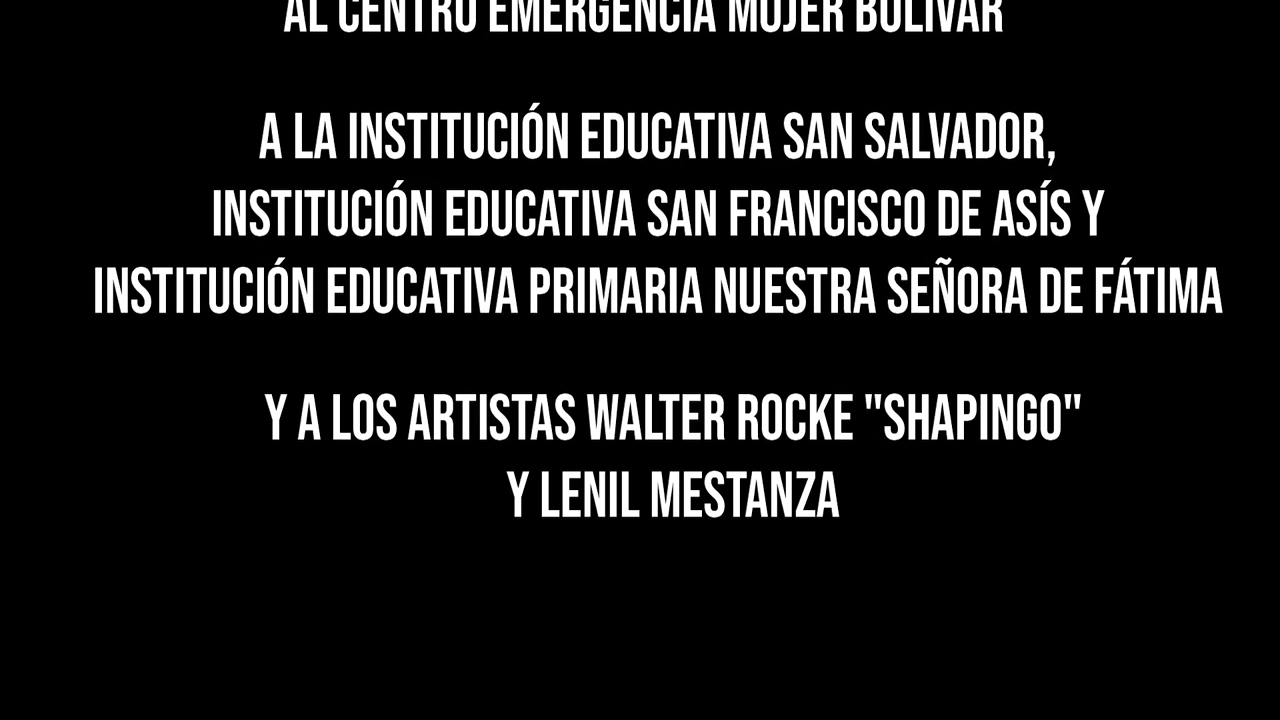 AL CENTRO EMERGENCIA MUJER BOLIVAR
A LA INSTITUCIÓN EDUCATIVA SAN SALVADOR,
INSTITUCIÓN EDUCATIVA SAN FRANCISCO DE ASÍS Y
INSTITUCIÓN EDUCATIVA PRIMARIA NUESTRA SEÑORA DE FÁTIMA
Y A LOS ARTISTAS WALTER ROCKE "SHAPINGO"
Y LENIL MESTANZA